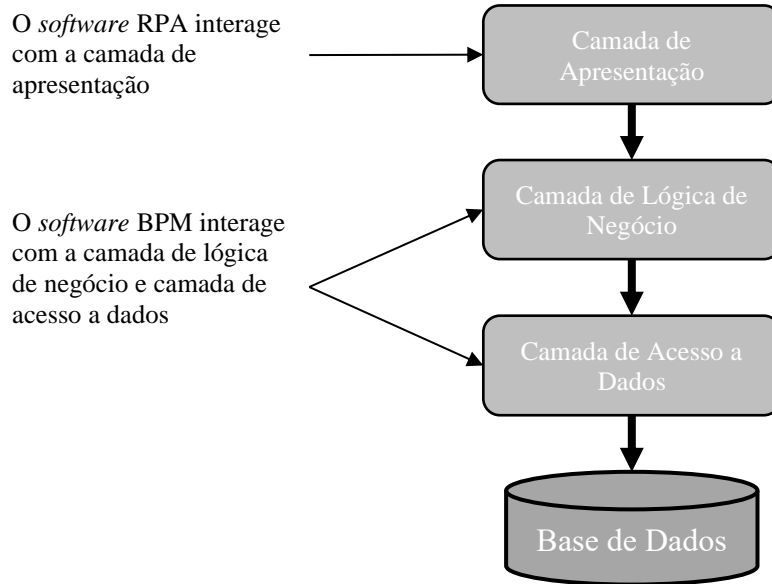 O software RPA interage
com a camada de
apresentação
Camada de
Apresentação
Camada de Lógica de
Negócio
O software BPM interage
com a camada de lógica
de negócio e camada de
acesso a dados
Camada de Acesso a
Dados
Base de Dados